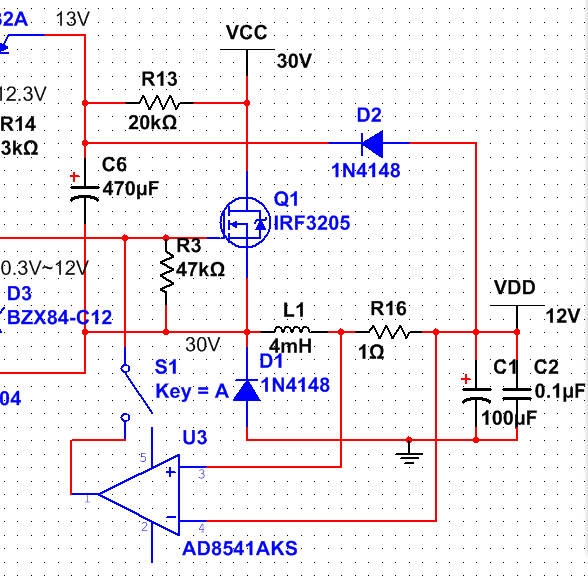 32A
13V
VCC
30V
R13
20kΩ
12.3V
R14
3kΩ
D2
1N4148
C6
470µF
+
Q1
IRF3205
R3
47kΩ
0.3V~12V
D3
BZX84-C12
VDD
12V
30V
L1
4mH
R16
1Ω
S1
Key = A
D1
1N4148
C1
100µF
+
C2
0.1µF
04
U3
5
+
3
1
−
2
4
AD8541AKS